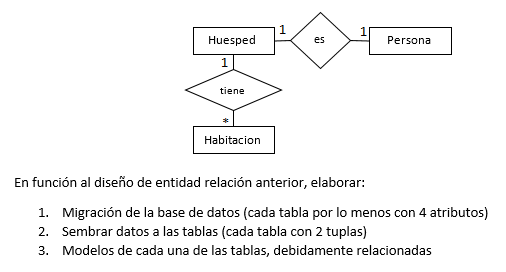 Huesped 1 es 1 Persona
1
tiene
*
Habitacion
En función al diseño de entidad relación anterior, elaborar:
1. Migración de la base de datos (cada tabla por lo menos con 4 atributos)
2. Sembrar datos a las tablas (cada tabla con 2 tuplas)
3. Modelos de cada una de las tablas, debidamente relacionadas